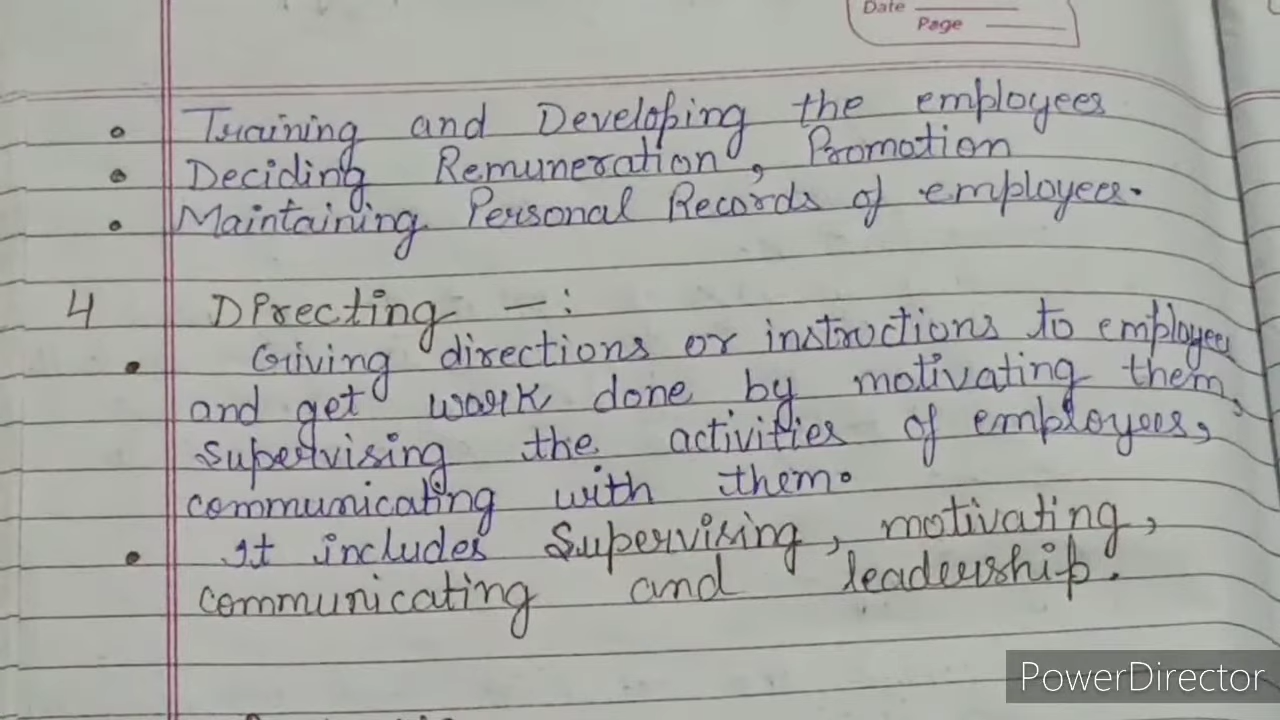 Date
Page
Training and Developing the employees
Deciding Remuneration, Promotion
Maintaining Personal Records of employees.
4 DPrecting -:
Giving directions or instructions to employees
and get work done by motivating them,
supervising the activities of employees,
communicating with them.
It includes Supervising, motivating,
communicating and leadership.
PowerDirector